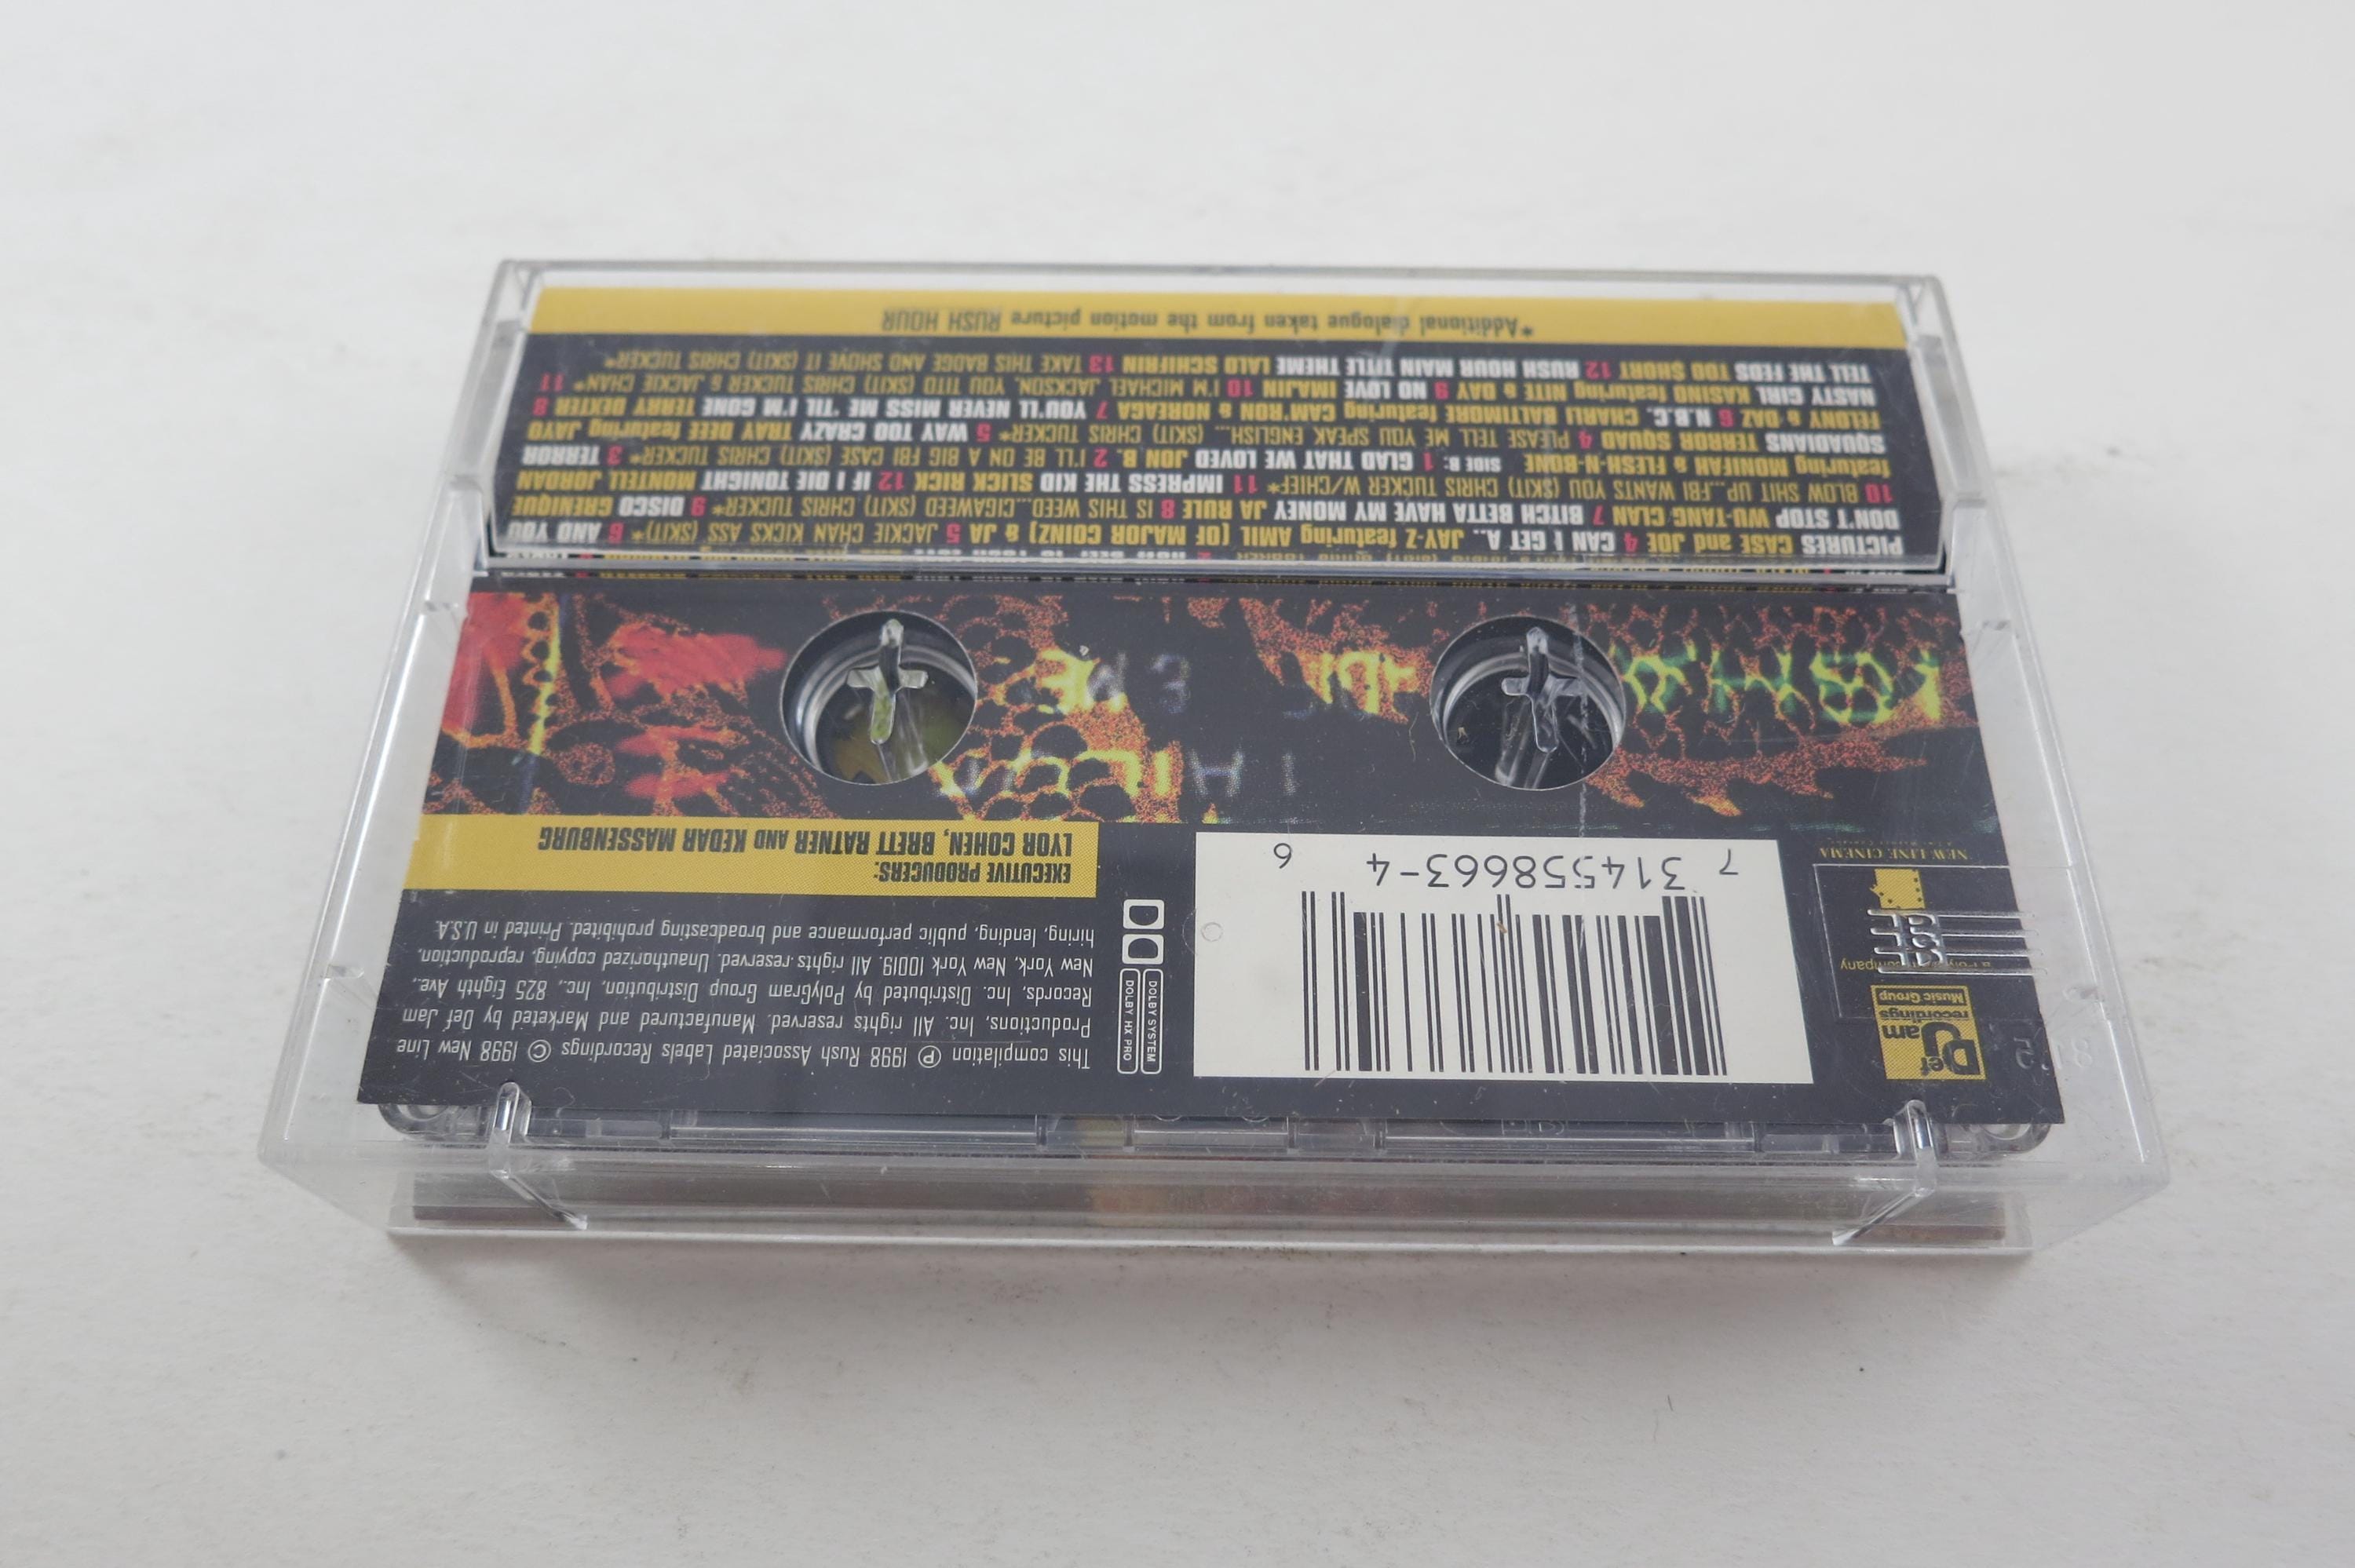 PICTURES CASE and JOE 4 CAN I GET A.. JAY-Z featuring AMIL (OF MAJOR COINZ) & JA 5 JACKIE CHAN KICKS ASS (SKIT)* 6 AND YOU
DON'T STOP WU-TANG CLAN 7 BITCH BETTA HAVE MY MONEY JA RULE 8 IS THIS WEED...CIGAWEED (SKIT) CHRIS TUCKER* 9 DISCO GRENIQUE
10 BLOW SHIT UP...FBI WANTS YOU (SKIT) CHRIS TUCKER W/CHIEF* 11 IMPRESS THE KID SLICK RICK 12 IF I DIE TONIGHT MONTELL JORDAN
featuring MONIFAH & FLESH-N-BONE SIDE B: 1 GLAD THAT WE LOVED JON B. 2 I'LL BE ON A BIG FBI CASE (SKIT) CHRIS TUCKER* 3 TERROR
SQUADIANS TERROR SQUAD 4 PLEASE TELL ME YOU SPEAK ENGLISH... (SKIT) CHRIS TUCKER* 5 WAY TOO CRAZY TRAY DEEE featuring JAYO
FELONY & DAZ 6 N.B.C. CHARLI BALTIMORE featuring CAM'RON & NOREAGA 7 YOU'LL NEVER MISS ME 'TIL I'M GONE TERRY DEXTER 8
NASTY GIRL KASINO featuring NITE & DAY 9 NO LOVE IMAJIN 10 I'M MICHAEL JACKSON, YOU TITO (SKIT) CHRIS TUCKER & JACKIE CHAN* 11
TELL THE FEDS TOO $HORT 12 RUSH HOUR MAIN TITLE THEME LALO SCHIFRIN 13 TAKE THIS BADGE AND SHOVE IT (SKIT) CHRIS TUCKER*
*Additional dialogue taken from the motion picture RUSH HOUR
Def
Jam
recordings
Music Group
NEW LINE CINEMA
7 314558663-4 6
DOLBY SYSTEM
DOLBY HX PRO
This compilation ℗ 1998 Rush Associated Labels Recordings © 1998 New Line
Productions, Inc. All rights reserved. Manufactured and Marketed by Def Jam
Records, Inc. Distributed by PolyGram Group Distribution, Inc., 825 Eighth Ave.,
New York, New York 10019. All rights reserved. Unauthorized copying, reproduction,
hiring, lending, public performance and broadcasting prohibited. Printed in U.S.A.
EXECUTIVE PRODUCERS:
LYOR COHEN, BRETT RATNER AND KEDAR MASSENBURG